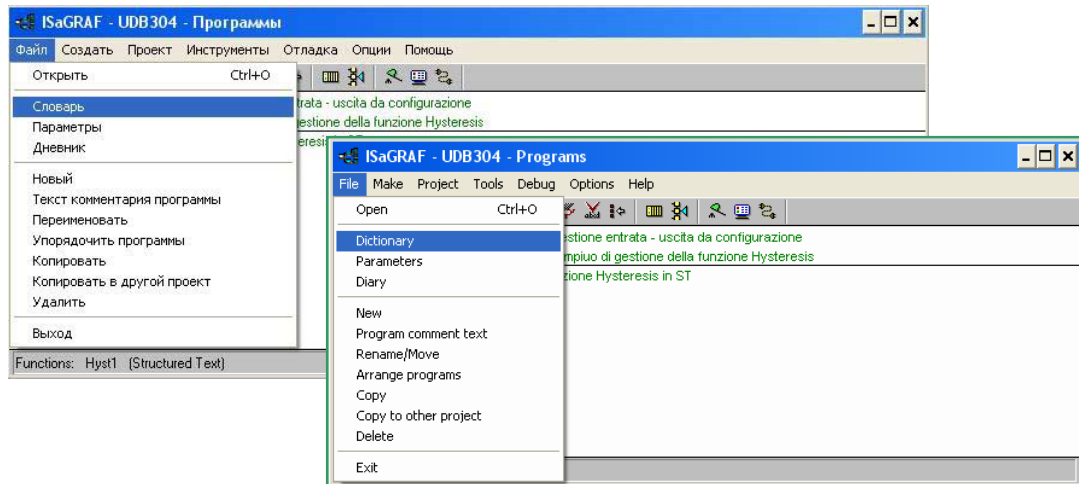 ISaGRAF - UDB304 - Программы
Файл Создать Проект Инструменты Отладка Опции Помощь
Открыть Ctrl+O
Словарь
Параметры
Дневник
Новый
Текст комментария программы
Переименовать
Упорядочить программы
Копировать
Копировать в другой проект
Удалить
Выход
- uscita da configurazione
gestione della funzione Hysteresis
Functions: Hyst1 (Structured Text)
ISaGRAF - UDB304 - Programs
File Make Project Tools Debug Options Help
Open Ctrl+O
Dictionary
Parameters
Diary
New
Program comment text
Rename/Move
Arrange programs
Copy
Copy to other project
Delete
Exit
entrata - uscita da configurazione
di gestione della funzione Hysteresis
Hysteresis in ST